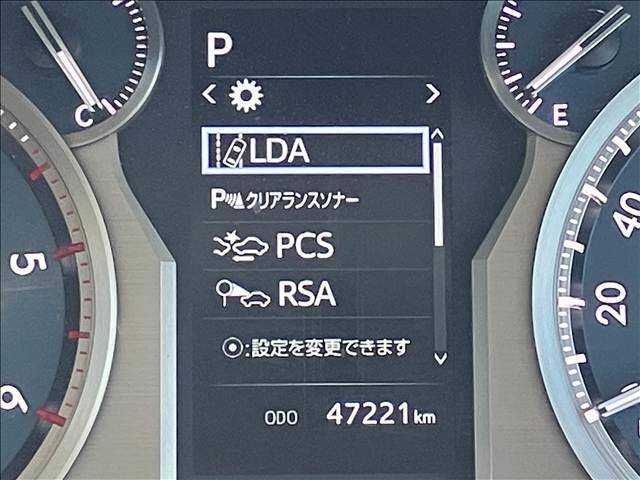 P
C
E
LDA
P クリアランスソナー
PCS
RSA
:設定を変更できます
ODO 47221 km
5
6
40
20
0